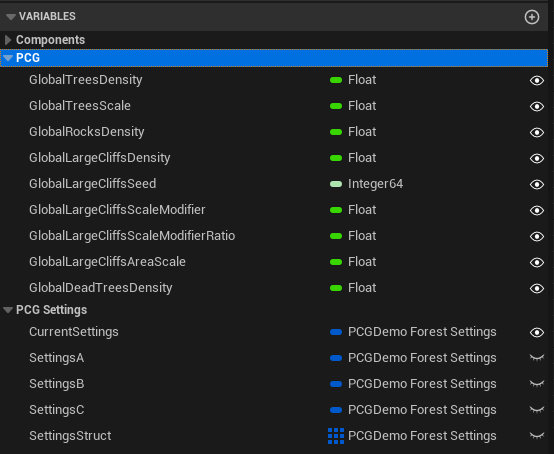 VARIABLES
Components
PCG
GlobalTreesDensity Float
GlobalTreesScale Float
GlobalRocksDensity Float
GlobalLargeCliffsDensity Float
GlobalLargeCliffsSeed Integer64
GlobalLargeCliffsScaleModifier Float
GlobalLargeCliffsScaleModifierRatio Float
GlobalLargeCliffsAreaScale Float
GlobalDeadTreesDensity Float
PCG Settings
CurrentSettings PCGDemo Forest Settings
SettingsA PCGDemo Forest Settings
SettingsB PCGDemo Forest Settings
SettingsC PCGDemo Forest Settings
SettingsStruct PCGDemo Forest Settings